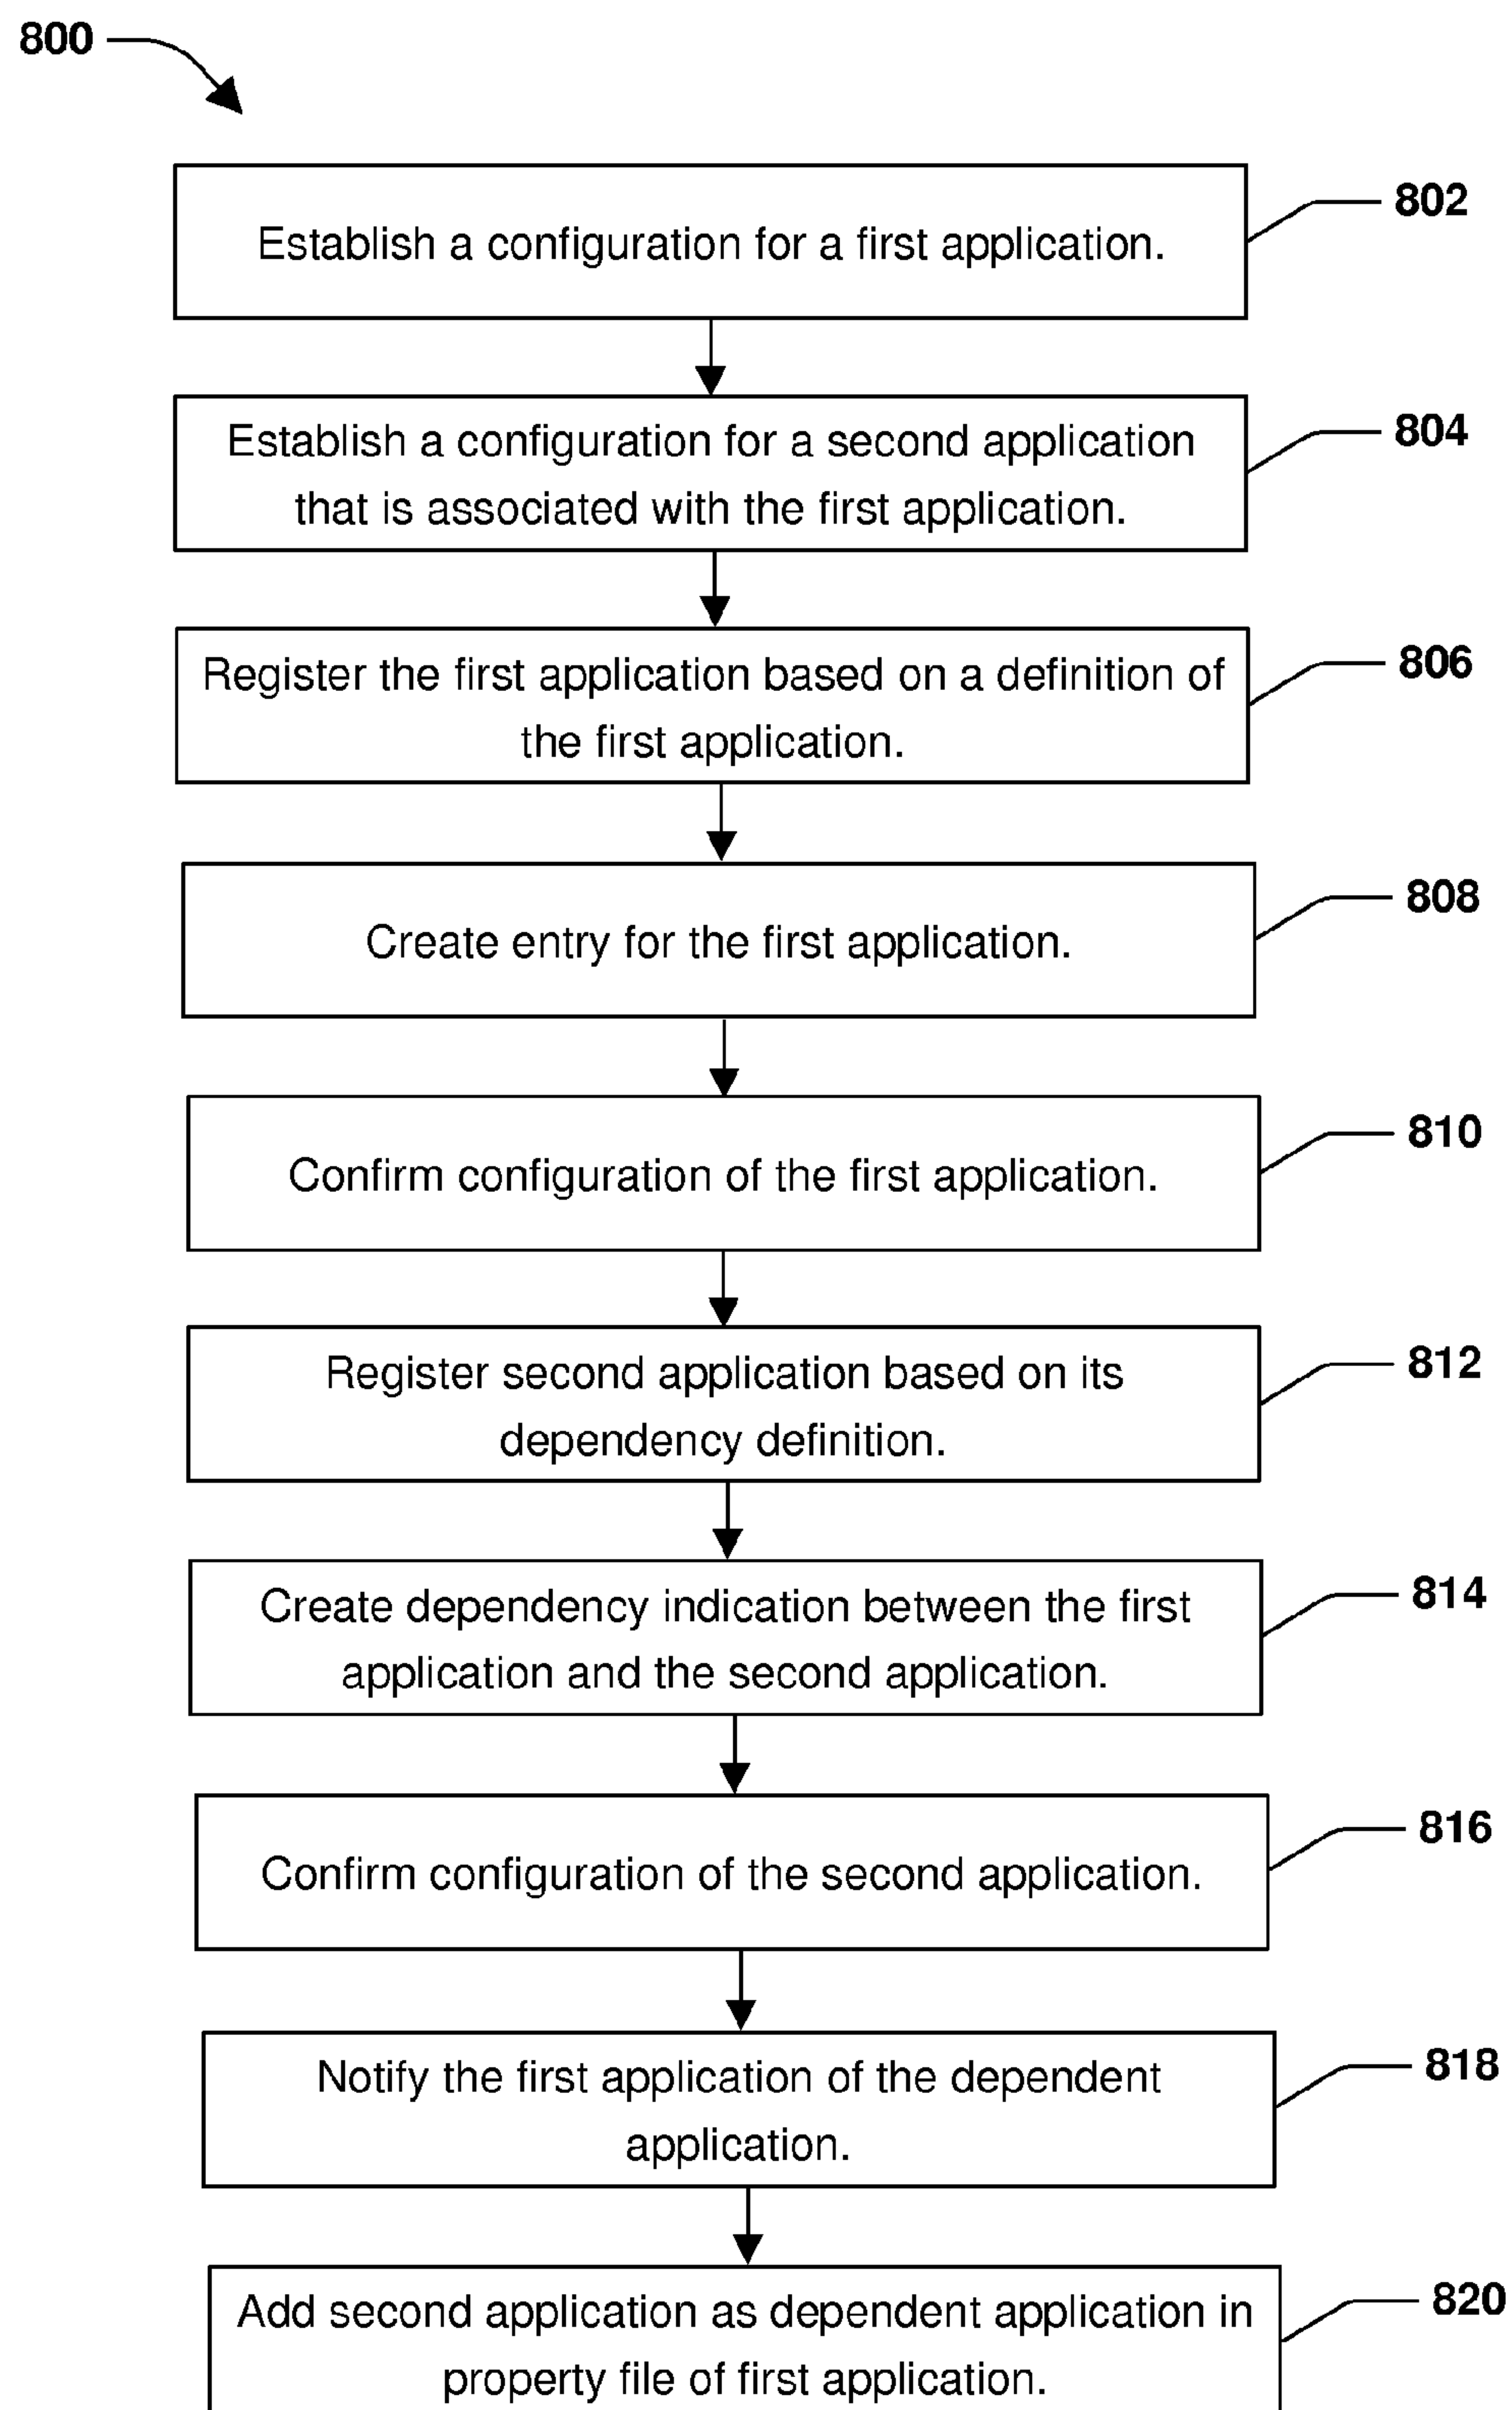 800
802
Establish a configuration for a first application.
804
Establish a configuration for a second application
that is associated with the first application.
806
Register the first application based on a definition of
the first application.
808
Create entry for the first application.
810
Confirm configuration of the first application.
812
Register second application based on its
dependency definition.
814
Create dependency indication between the first
application and the second application.
816
Confirm configuration of the second application.
818
Notify the first application of the dependent
application.
820
Add second application as dependent application in
property file of first application.